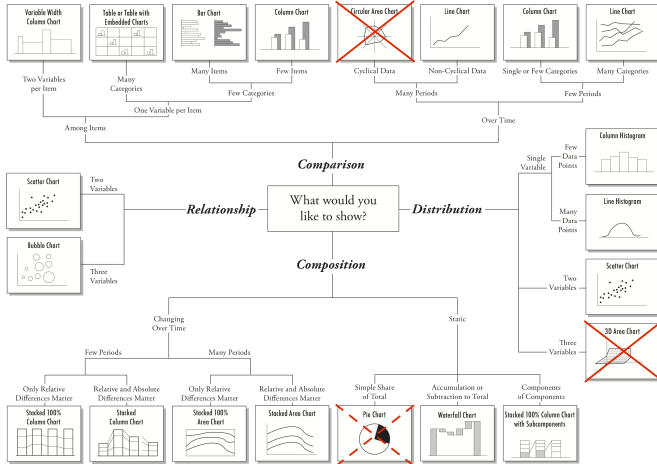 Variable Width
Column Chart
Table or Table with
Embedded Charts
Bar Chart
Column Chart
Circular Area Chart
Line Chart
Column Chart
Line Chart
Two Variables
per Item
Many
Categories
Many Items
Few Items
Cyclical Data
Non-Cyclical Data
Single or Few Categories
Many Categories
Few Categories
Many Periods
Few Periods
One Variable per Item
Among Items
Over Time
Comparison
What would you
like to show?
Relationship
Distribution
Composition
Scatter Chart
Two
Variables
Bubble Chart
Three
Variables
Single
Variable
Few
Data
Points
Column Histogram
Many
Data
Points
Line Histogram
Two
Variables
Scatter Chart
Three
Variables
3D Area Chart
Changing
Over Time
Static
Few Periods
Many Periods
Only Relative
Differences Matter
Relative and Absolute
Differences Matter
Only Relative
Differences Matter
Relative and Absolute
Differences Matter
Simple Share
of Total
Accumulation or
Subtraction to Total
Components
of Components
Stacked 100%
Column Chart
Stacked
Column Chart
Stacked 100%
Area Chart
Stacked Area Chart
Pie Chart
Waterfall Chart
Stacked 100% Column Chart
with Subcomponents